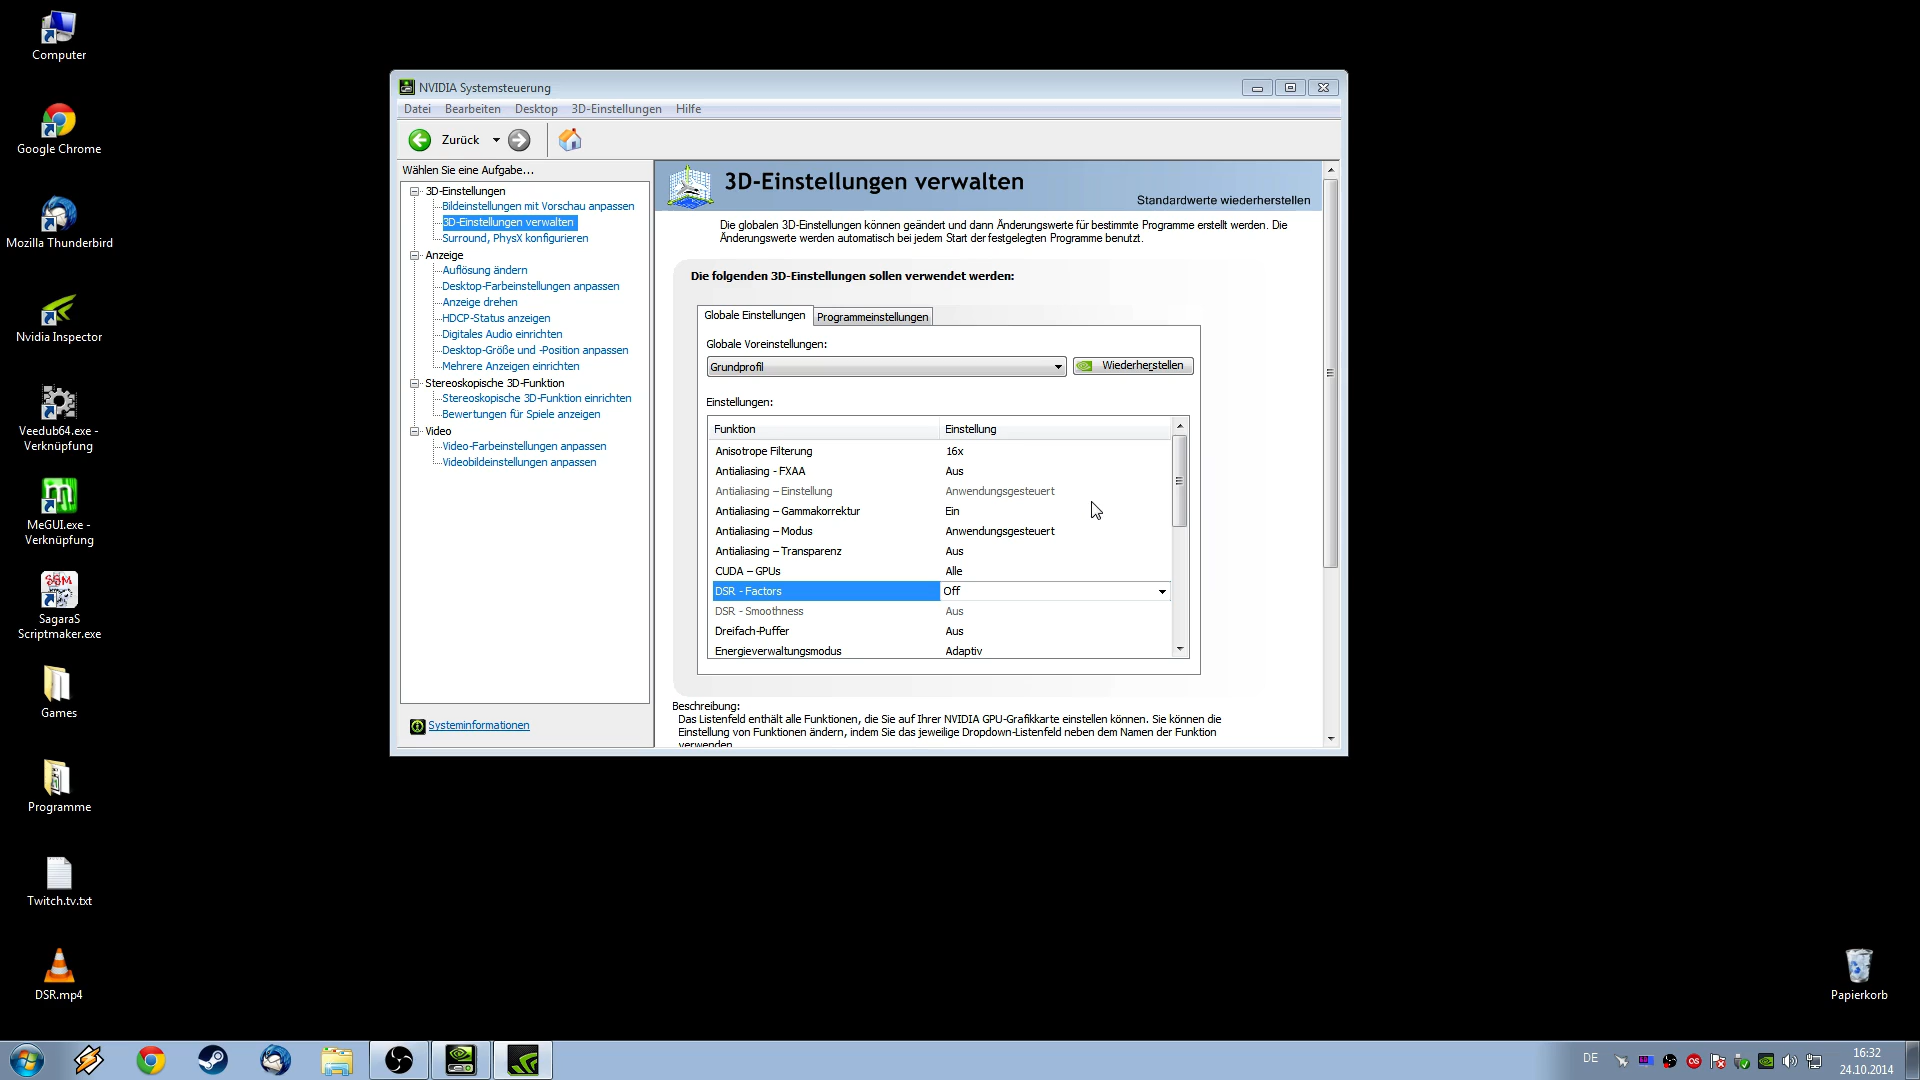 Computer
Google Chrome
Mozilla Thunderbird
Nvidia Inspector
Veedub64.exe -
Verknüpfung
MeGUI.exe -
Verknüpfung
SSM
SagaraS
Scriptmaker.exe
Games
Programme
Twitch.tv.txt
DSR.mp4
NVIDIA Systemsteuerung
Datei Bearbeiten Desktop 3D-Einstellungen Hilfe
Zurück
Wählen Sie eine Aufgabe...
3D-Einstellungen
Bildeinstellungen mit Vorschau anpassen
3D-Einstellungen verwalten
Surround, PhysX konfigurieren
Anzeige
Auflösung ändern
Desktop-Farbeinstellungen anpassen
Anzeige drehen
HDCP-Status anzeigen
Digitales Audio einrichten
Desktop-Größe und -Position anpassen
Mehrere Anzeigen einrichten
Stereoskopische 3D-Funktion
Stereoskopische 3D-Funktion einrichten
Bewertungen für Spiele anzeigen
Video
Video-Farbeinstellungen anpassen
Videobildeinstellungen anpassen
Systeminformationen
3D-Einstellungen verwalten
Standardwerte wiederherstellen
Die globalen 3D-Einstellungen können geändert und dann Änderungswerte für bestimmte Programme erstellt werden. Die
Änderungswerte werden automatisch bei jedem Start der festgelegten Programme benutzt.
Die folgenden 3D-Einstellungen sollen verwendet werden:
Globale Einstellungen Programmeinstellungen
Globale Voreinstellungen:
Grundprofil Wiederherstellen
Einstellungen:
Funktion Einstellung
Anisotrope Filterung 16x
Antialiasing - FXAA Aus
Antialiasing – Einstellung Anwendungsgesteuert
Antialiasing – Gammakorrektur Ein
Antialiasing – Modus Anwendungsgesteuert
Antialiasing – Transparenz Aus
CUDA – GPUs Alle
DSR - Factors Off
DSR - Smoothness Aus
Dreifach-Puffer Aus
Energieverwaltungsmodus Adaptiv
Beschreibung:
Das Listenfeld enthält alle Funktionen, die Sie auf Ihrer NVIDIA GPU-Grafikkarte einstellen können. Sie können die
Einstellung von Funktionen ändern, indem Sie das jeweilige Dropdown-Listenfeld neben dem Namen der Funktion
verwenden.
Papierkorb
DE
16:32
24.10.2014